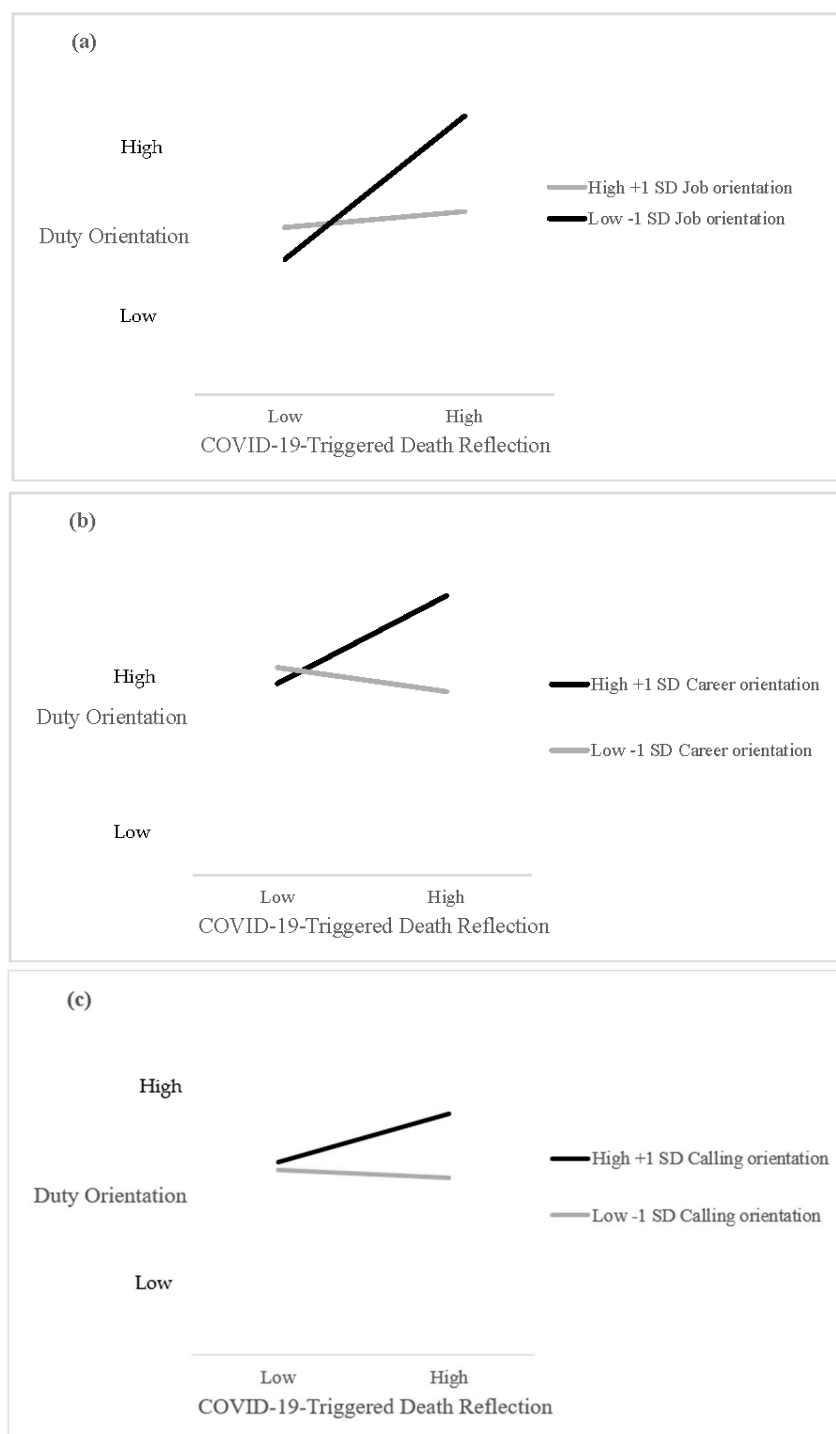 (a)
High
High +1 SD Job orientation
Low -1 SD Job orientation
Duty Orientation
Low
Low High
COVID-19-Triggered Death Reflection
(b)
High
High +1 SD Career orientation
Duty Orientation
Low -1 SD Career orientation
Low
Low High
COVID-19-Triggered Death Reflection
(c)
High
High +1 SD Calling orientation
Duty Orientation
Low -1 SD Calling orientation
Low
Low High
COVID-19-Triggered Death Reflection